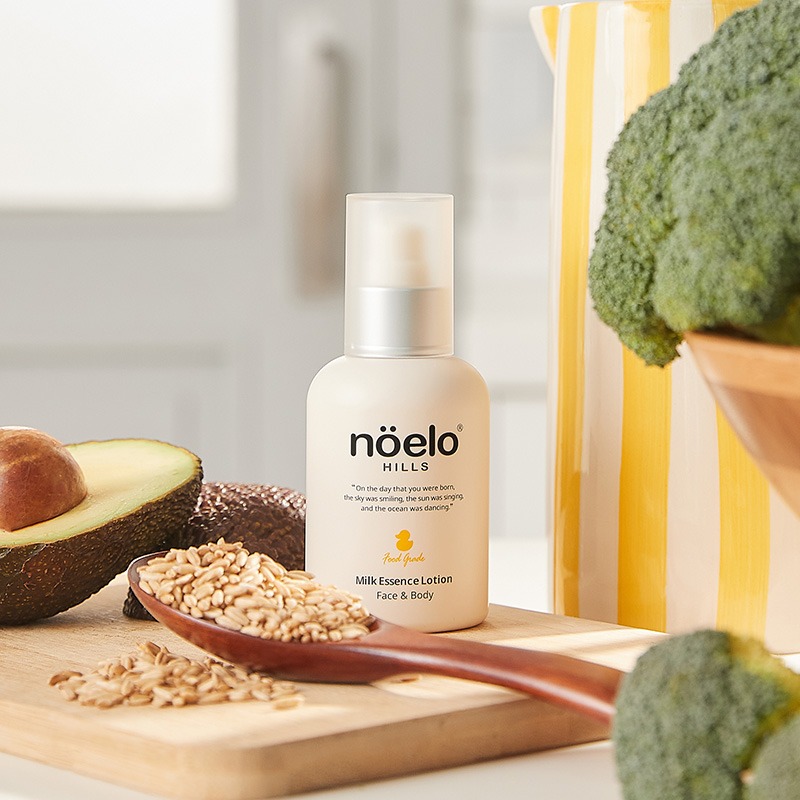 nöelo®
HILLS
"On the day that you were born,
the sky was smiling, the sun was singing,
and the ocean was dancing."
Food Grade
Milk Essence Lotion
Face & Body